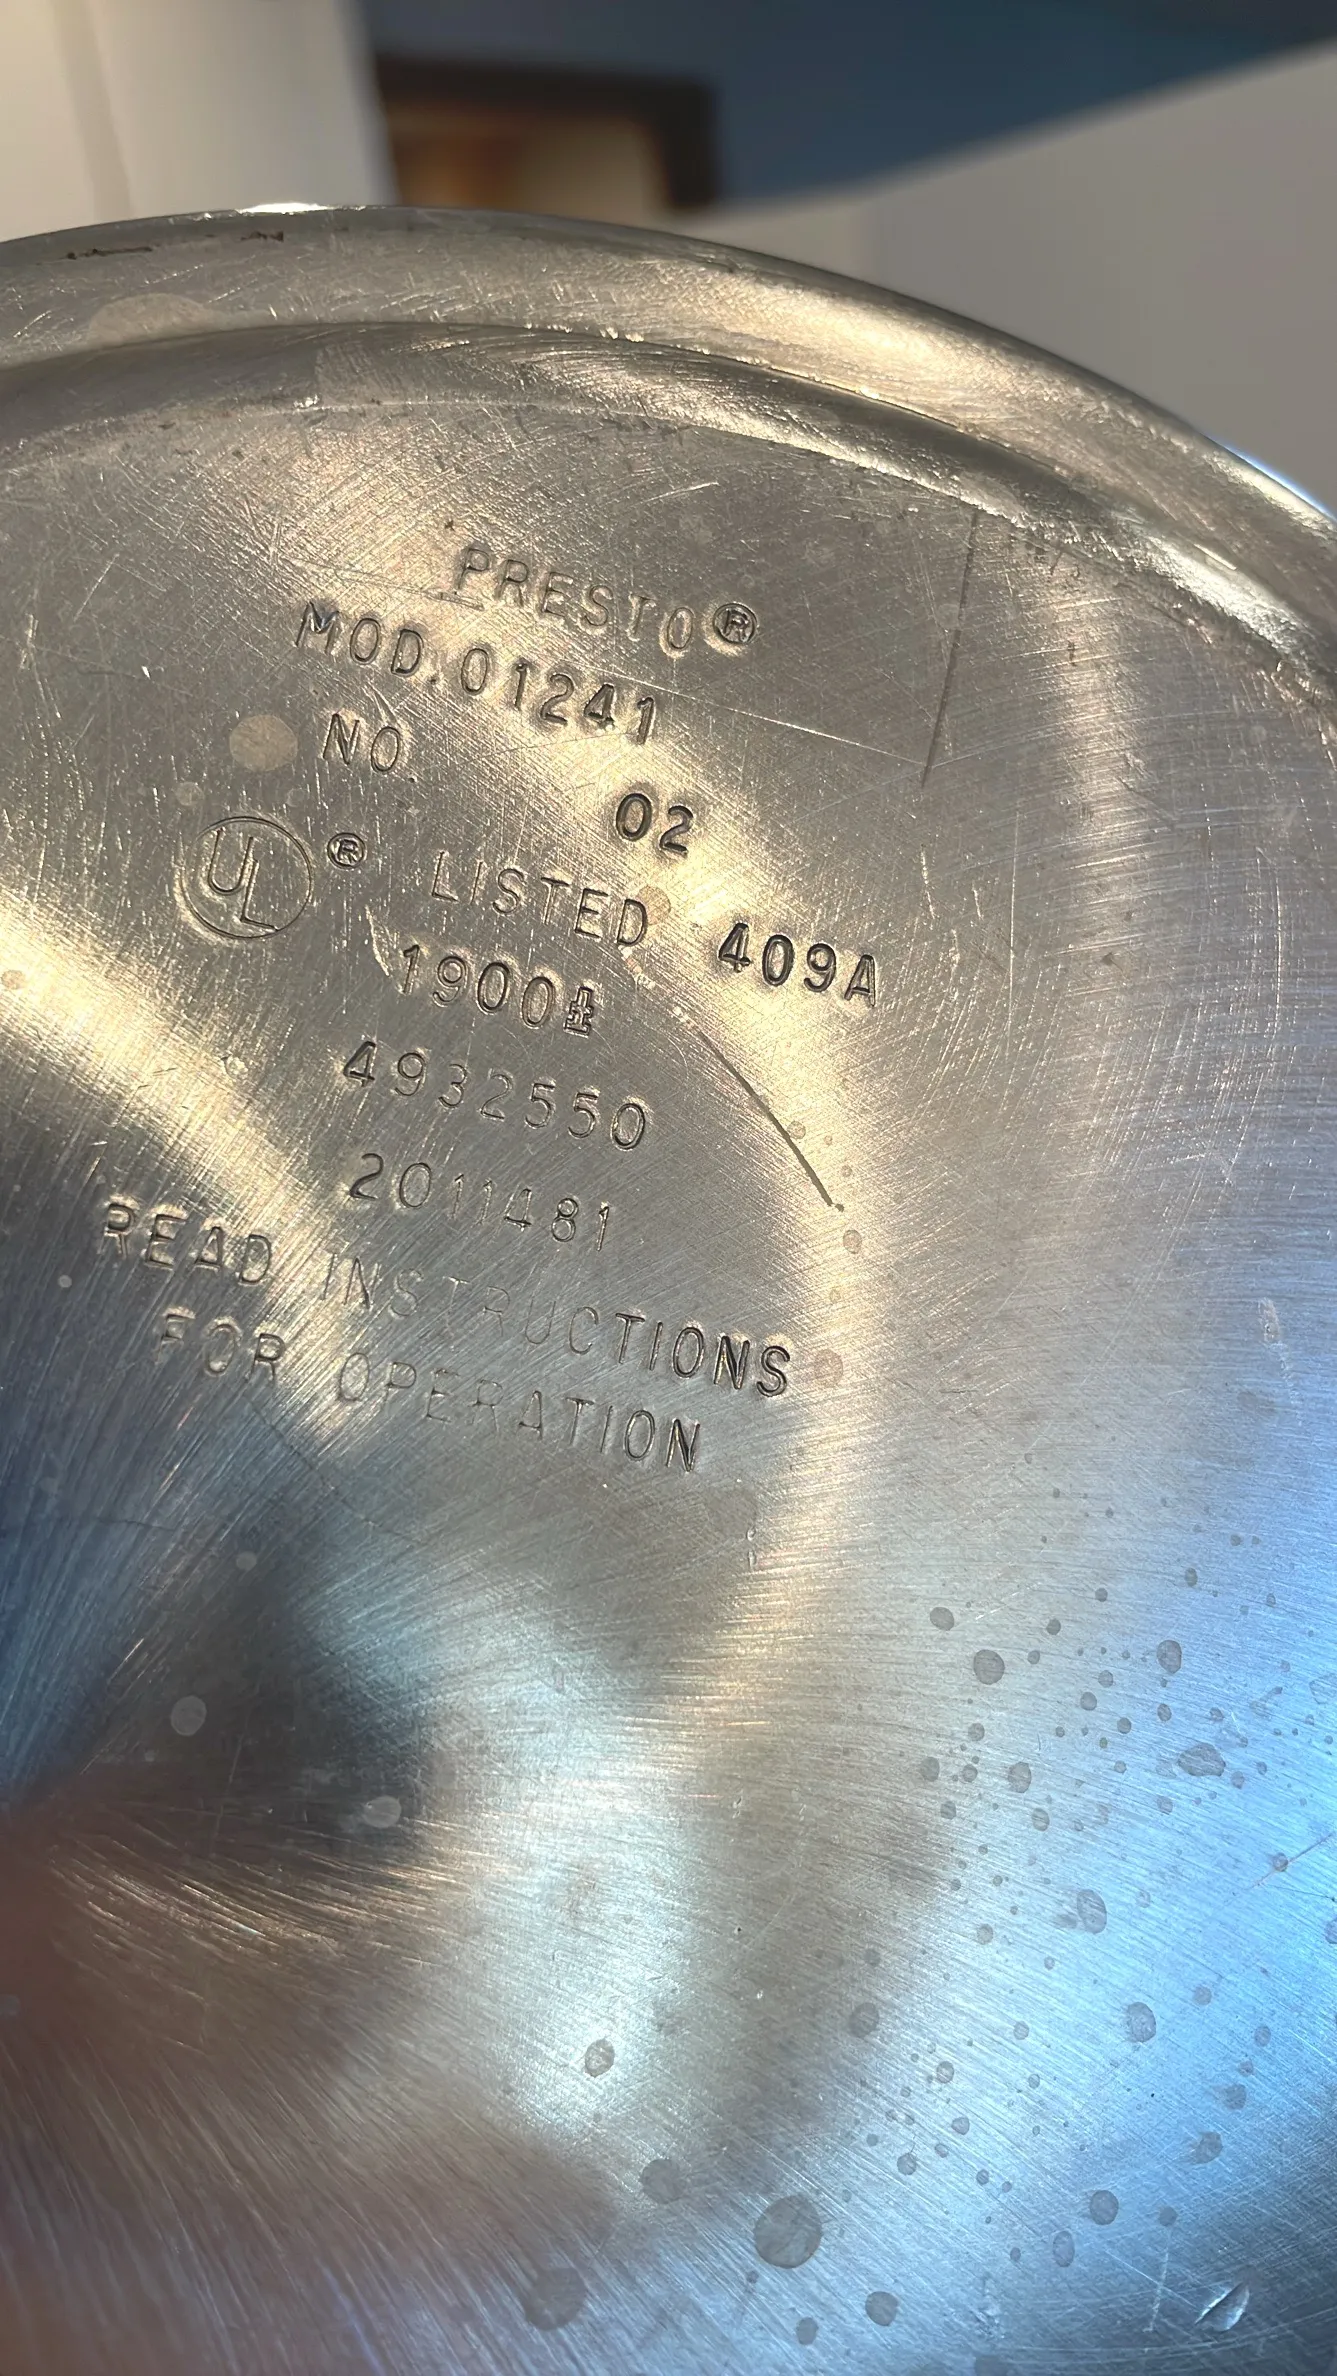 PRESTO®
MOD.01241
NO. 02
UL® LISTED 409A
1900
4932550
2011481
READ INSTRUCTIONS
FOR OPERATION